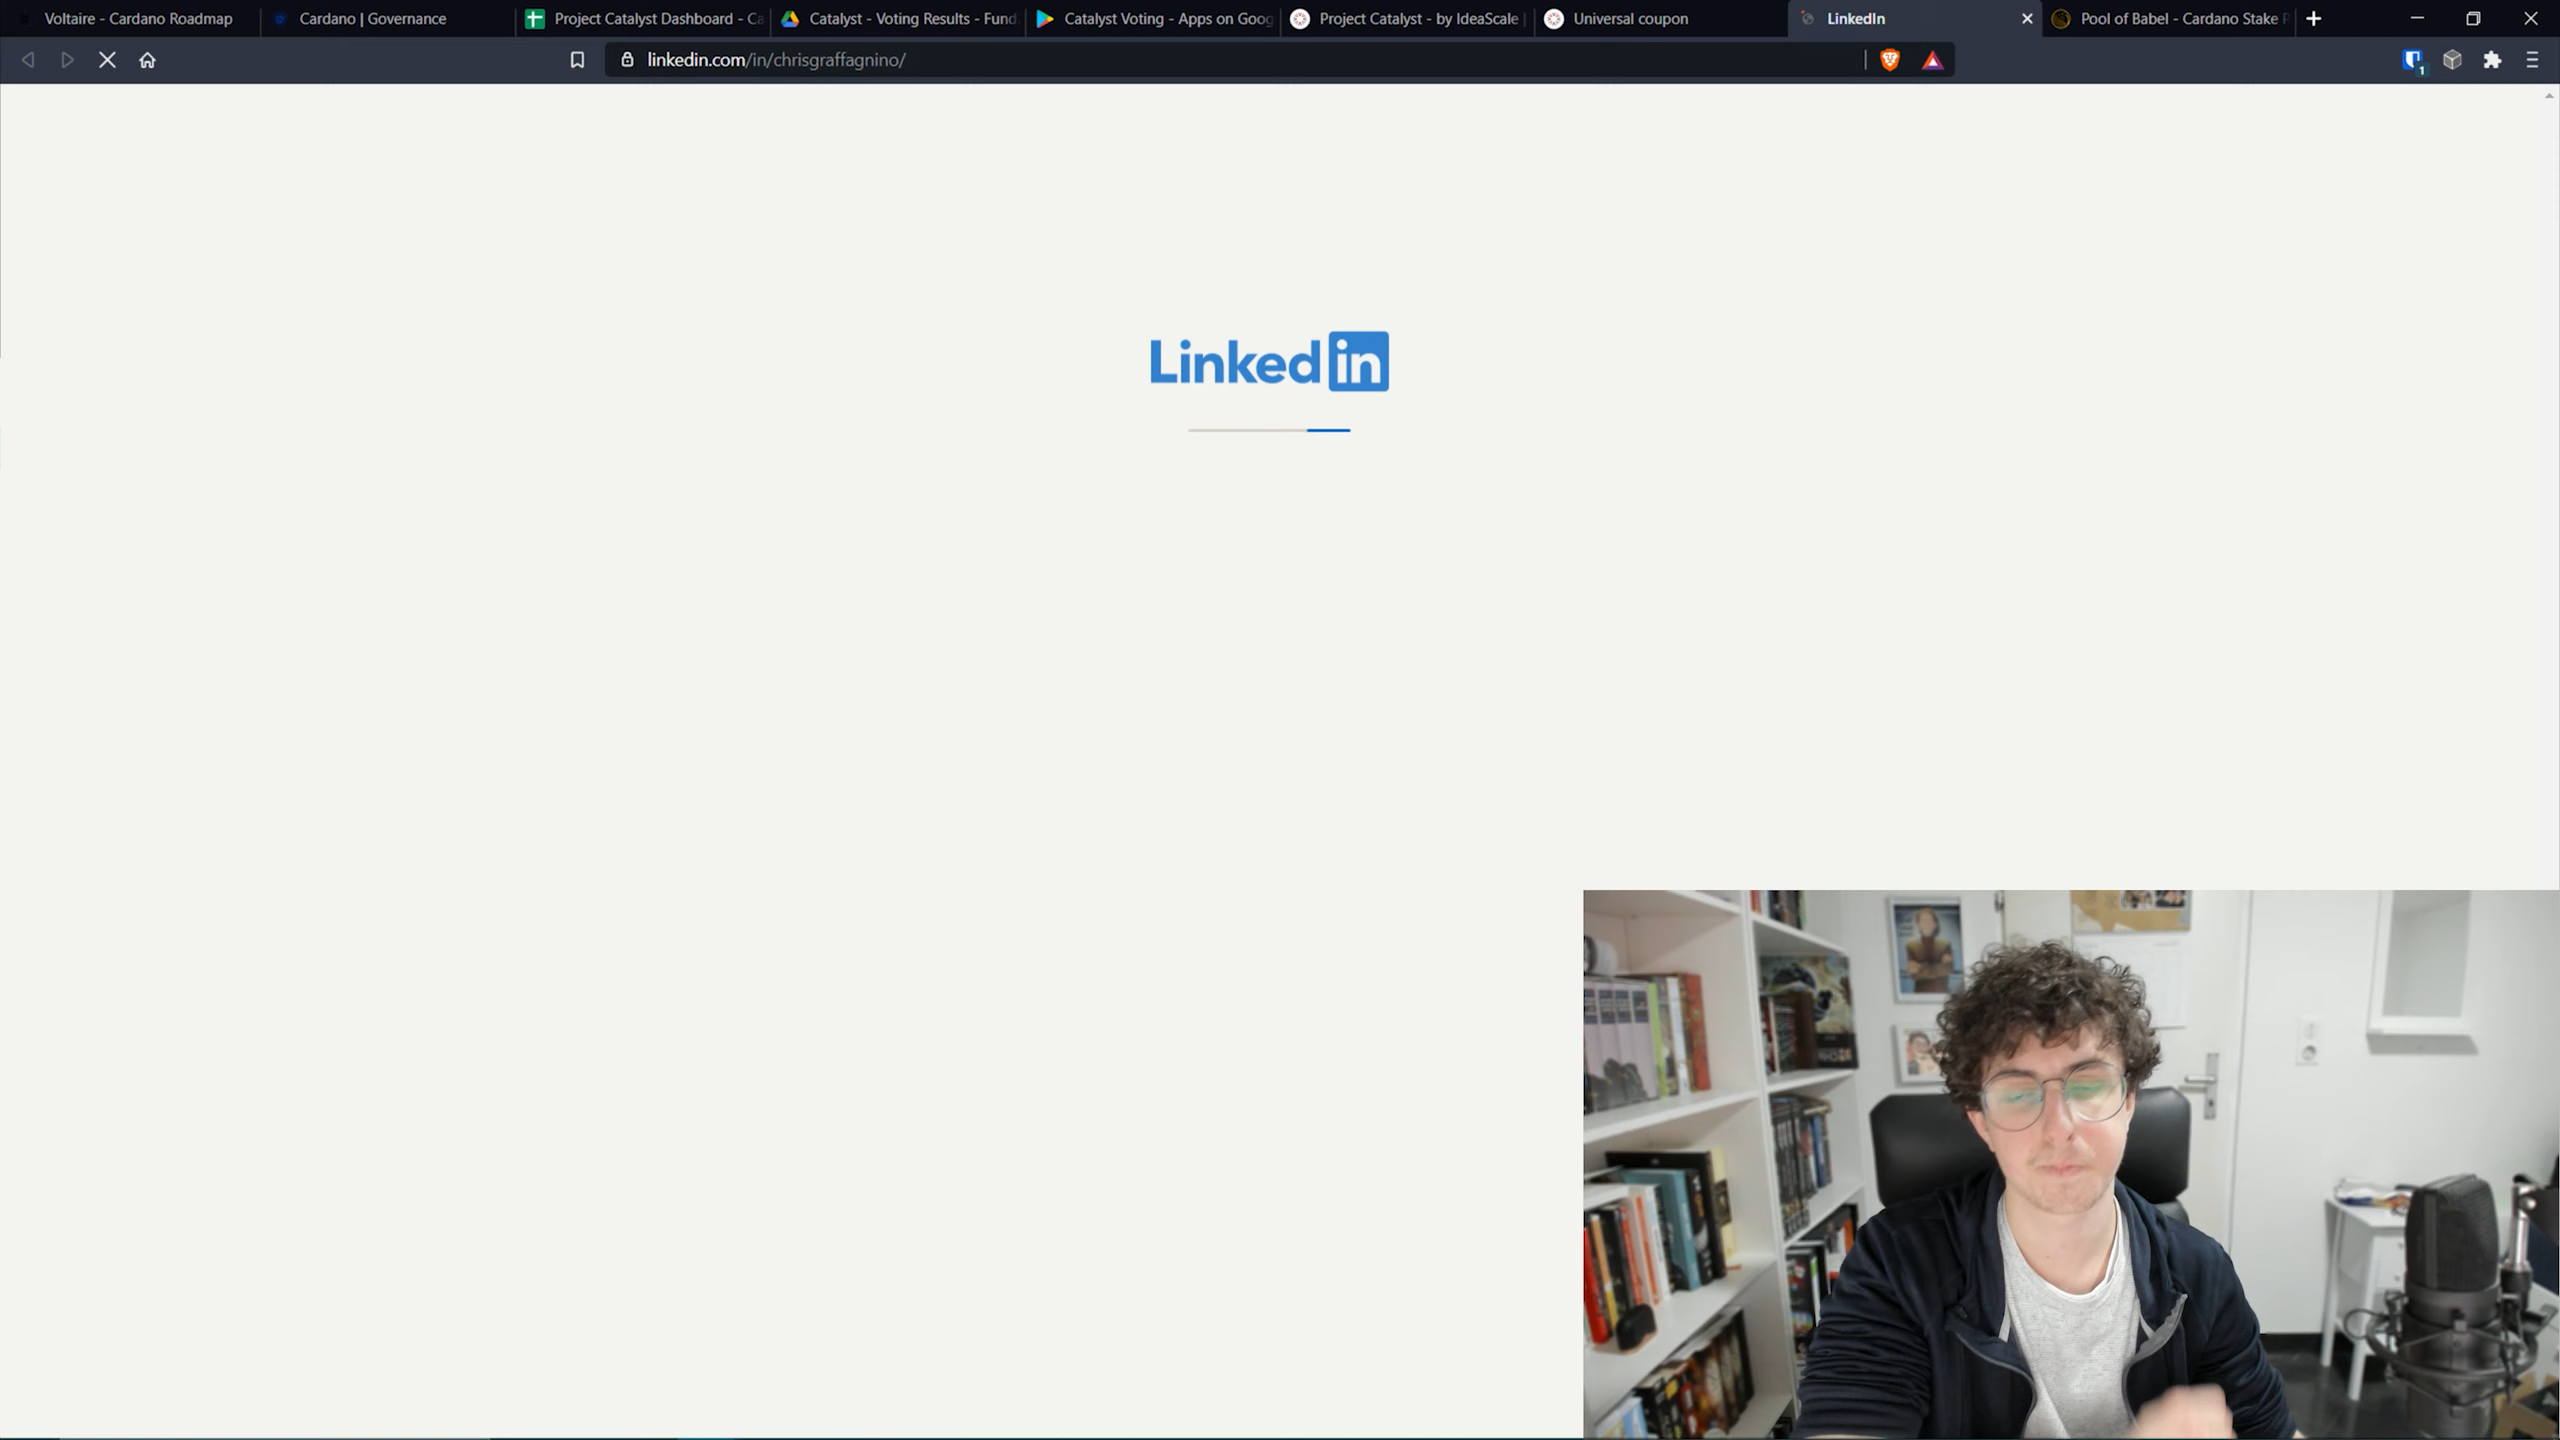 Voltaire - Cardano Roadmap
Cardano | Governance
Project Catalyst Dashboard - Ca
Catalyst - Voting Results - Fund
Catalyst Voting - Apps on Goog
Project Catalyst - by IdeaScale
Universal coupon
LinkedIn
Pool of Babel - Cardano Stake P
linkedin.com/in/chrisgraffagnino/
1
Linkedin